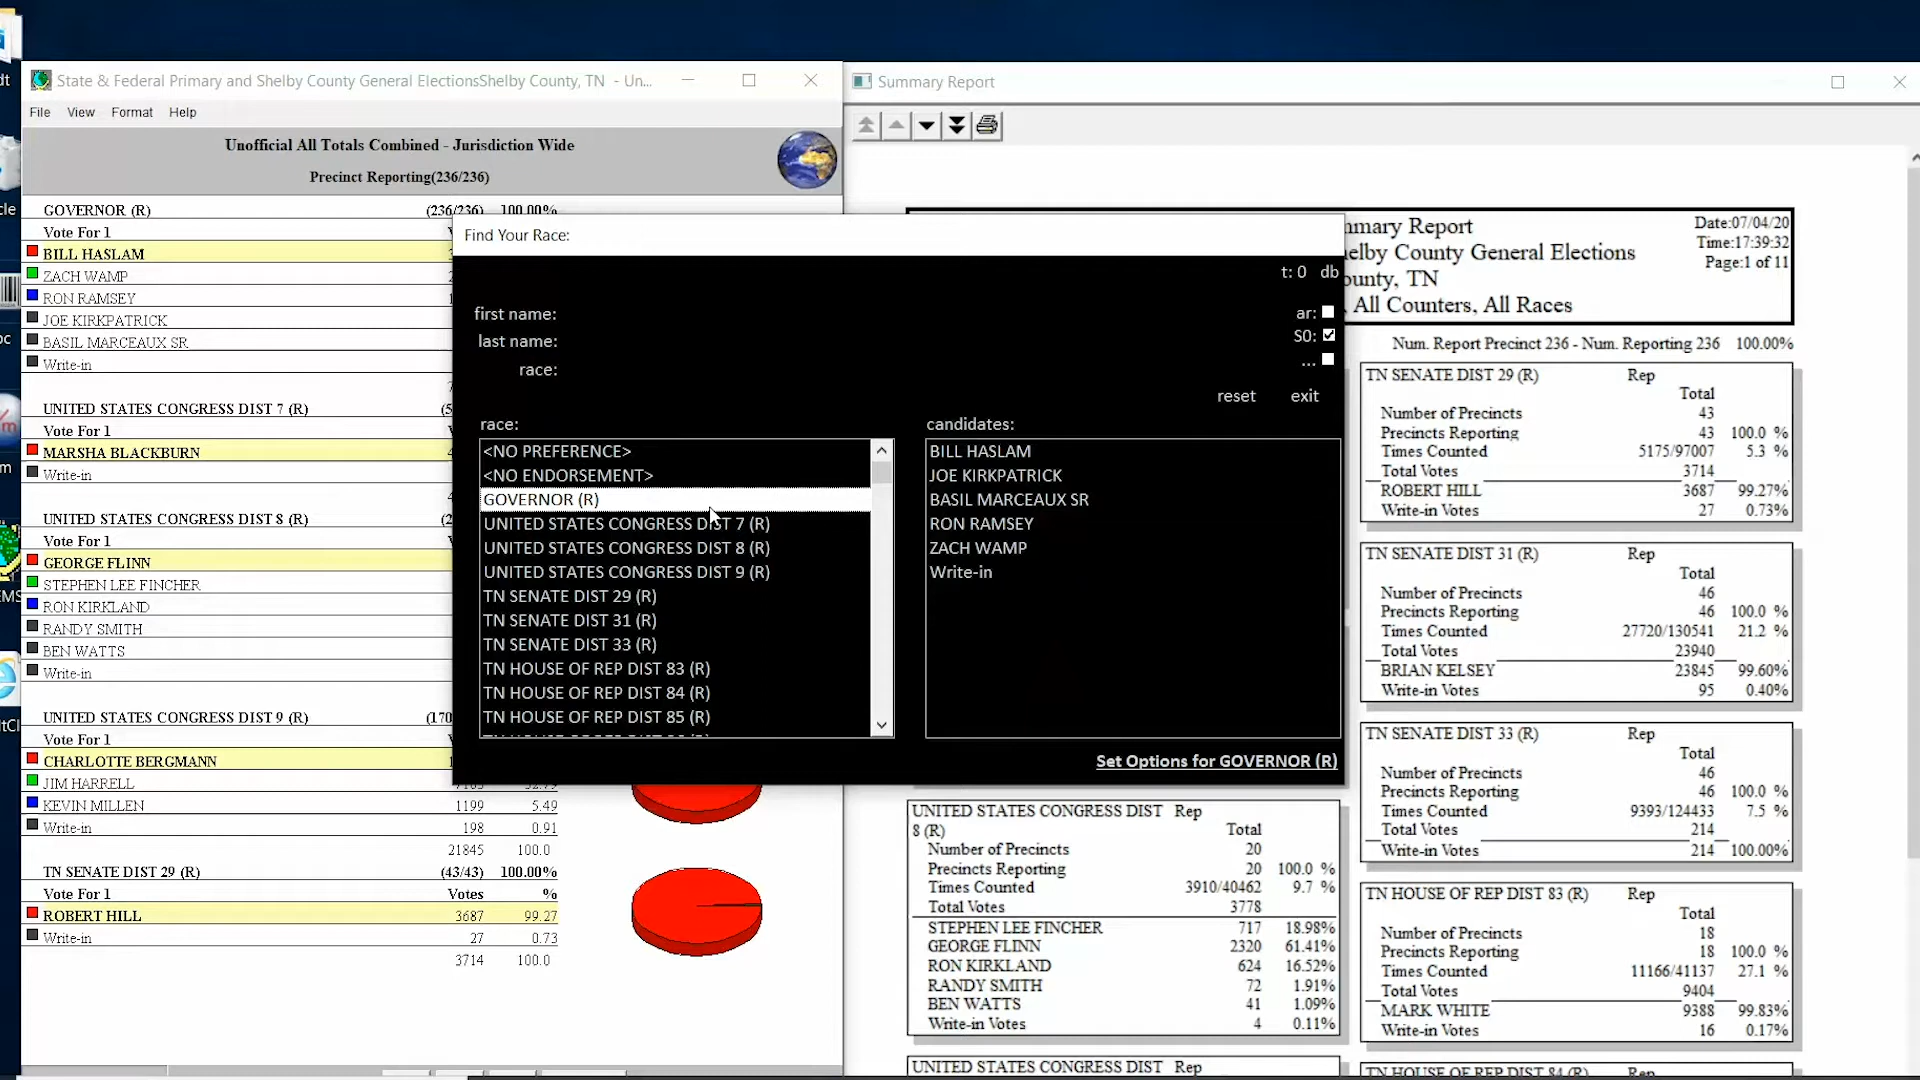 State & Federal Primary and Shelby County General ElectionsShelby County, TN - Un...
File View Format Help
Unofficial All Totals Combined - Jurisdiction Wide
Precinct Reporting(236/236)
GOVERNOR (R) (236/236) 100.00%
Vote For 1
BILL HASLAM
ZACH WAMP
RON RAMSEY
JOE KIRKPATRICK
BASIL MARCEAUX SR
Write-in
UNITED STATES CONGRESS DIST 7 (R)
Vote For 1
MARSHA BLACKBURN
Write-in
UNITED STATES CONGRESS DIST 8 (R)
Vote For 1
GEORGE FLINN
STEPHEN LEE FINCHER
RON KIRKLAND
RANDY SMITH
BEN WATTS
Write-in
UNITED STATES CONGRESS DIST 9 (R) (170
Vote For 1
CHARLOTTE BERGMANN
JIM HARRELL
KEVIN MILLEN 1199 5.49
Write-in 198 0.91
21845 100.0
TN SENATE DIST 29 (R) (43/43) 100.00%
Vote For 1 Votes %
ROBERT HILL 3687 99.27
Write-in 27 0.73
3714 100.0
Find Your Race:
t: 0 db
first name:
last name:
race:
ar:
S0:
...
reset exit
race:
<NO PREFERENCE>
<NO ENDORSEMENT>
GOVERNOR (R)
UNITED STATES CONGRESS DIST 7 (R)
UNITED STATES CONGRESS DIST 8 (R)
UNITED STATES CONGRESS DIST 9 (R)
TN SENATE DIST 29 (R)
TN SENATE DIST 31 (R)
TN SENATE DIST 33 (R)
TN HOUSE OF REP DIST 83 (R)
TN HOUSE OF REP DIST 84 (R)
TN HOUSE OF REP DIST 85 (R)
candidates:
BILL HASLAM
JOE KIRKPATRICK
BASIL MARCEAUX SR
RON RAMSEY
ZACH WAMP
Write-in
Set Options for GOVERNOR (R)
Summary Report
mmary Report
elby County General Elections
ounty, TN
All Counters, All Races
Date:07/04/20
Time:17:39:32
Page:1 of 11
Num. Report Precinct 236 - Num. Reporting 236 100.00%
UNITED STATES CONGRESS DIST Rep
8 (R) Total
Number of Precincts 20
Precincts Reporting 20 100.0 %
Times Counted 3910/40462 9.7 %
Total Votes 3778
STEPHEN LEE FINCHER 717 18.98%
GEORGE FLINN 2320 61.41%
RON KIRKLAND 624 16.52%
RANDY SMITH 72 1.91%
BEN WATTS 41 1.09%
Write-in Votes 4 0.11%
UNITED STATES CONGRESS DIST Rep
TN SENATE DIST 29 (R) Rep
Total
Number of Precincts 43
Precincts Reporting 43 100.0 %
Times Counted 5175/97007 5.3 %
Total Votes 3714
ROBERT HILL 3687 99.27%
Write-in Votes 27 0.73%
TN SENATE DIST 31 (R) Rep
Total
Number of Precincts 46
Precincts Reporting 46 100.0 %
Times Counted 27720/130541 21.2 %
Total Votes 23940
BRIAN KELSEY 23845 99.60%
Write-in Votes 95 0.40%
TN SENATE DIST 33 (R) Rep
Total
Number of Precincts 46
Precincts Reporting 46 100.0 %
Times Counted 9393/124433 7.5 %
Total Votes 214
Write-in Votes 214 100.00%
TN HOUSE OF REP DIST 83 (R) Rep
Total
Number of Precincts 18
Precincts Reporting 18 100.0 %
Times Counted 11166/41137 27.1 %
Total Votes 9404
MARK WHITE 9388 99.83%
Write-in Votes 16 0.17%
TN HOUSE OF REP DIST 84 (R) Rep